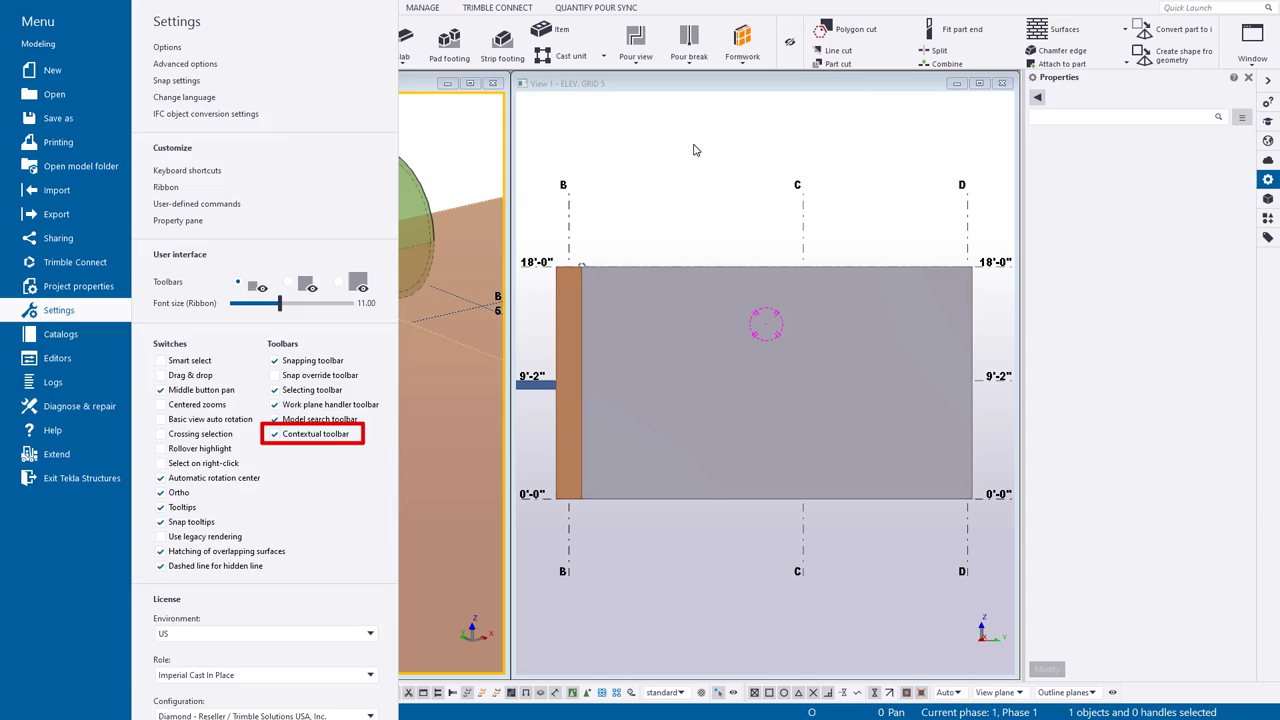 Menu
Modeling
New
Open
Save as
Printing
Open model folder
Import
Export
Sharing
Trimble Connect
Project properties
Settings
Catalogs
Editors
Logs
Diagnose & repair
Help
Extend
Exit Tekla Structures
Settings
Options
Advanced options
Snap settings
Change language
IFC object conversion settings
Customize
Keyboard shortcuts
Ribbon
User-defined commands
Property pane
User interface
Toolbars
Font size (Ribbon) 11.00
Switches
Smart select
Drag & drop
Middle button pan
Centered zooms
Basic view auto rotation
Crossing selection
Rollover highlight
Select on right-click
Automatic rotation center
Ortho
Tooltips
Snap tooltips
Use legacy rendering
Hatching of overlapping surfaces
Dashed line for hidden line
Toolbars
Snapping toolbar
Snap override toolbar
Selecting toolbar
Work plane handler toolbar
Model search toolbar
Contextual toolbar
License
Environment:
US
Role:
Imperial Cast In Place
Configuration:
Diamond - Reseller / Trimble Solutions USA, Inc.
MANAGE TRIMBLE CONNECT QUANTIFY POUR SYNC
Quick Launch
lab
Pad footing
Strip footing
Item
Cast unit
Pour view
Pour break
Formwork
Polygon cut
Line cut
Part cut
Fit part end
Split
Combine
Surfaces
Chamfer edge
Attach to part
Convert part to i
Create shape fro
geometry
Window
View 1 - ELEV. GRID 5
B C D
18'-0" 18'-0"
9'-2" 9'-2"
0'-0" 0'-0"
B C D
B
5
Z
Y X
Z
X Y
Properties
Modify
standard
Auto
View plane
Outline planes
O 0 Pan Current phase: 1, Phase 1 1 objects and 0 handles selected